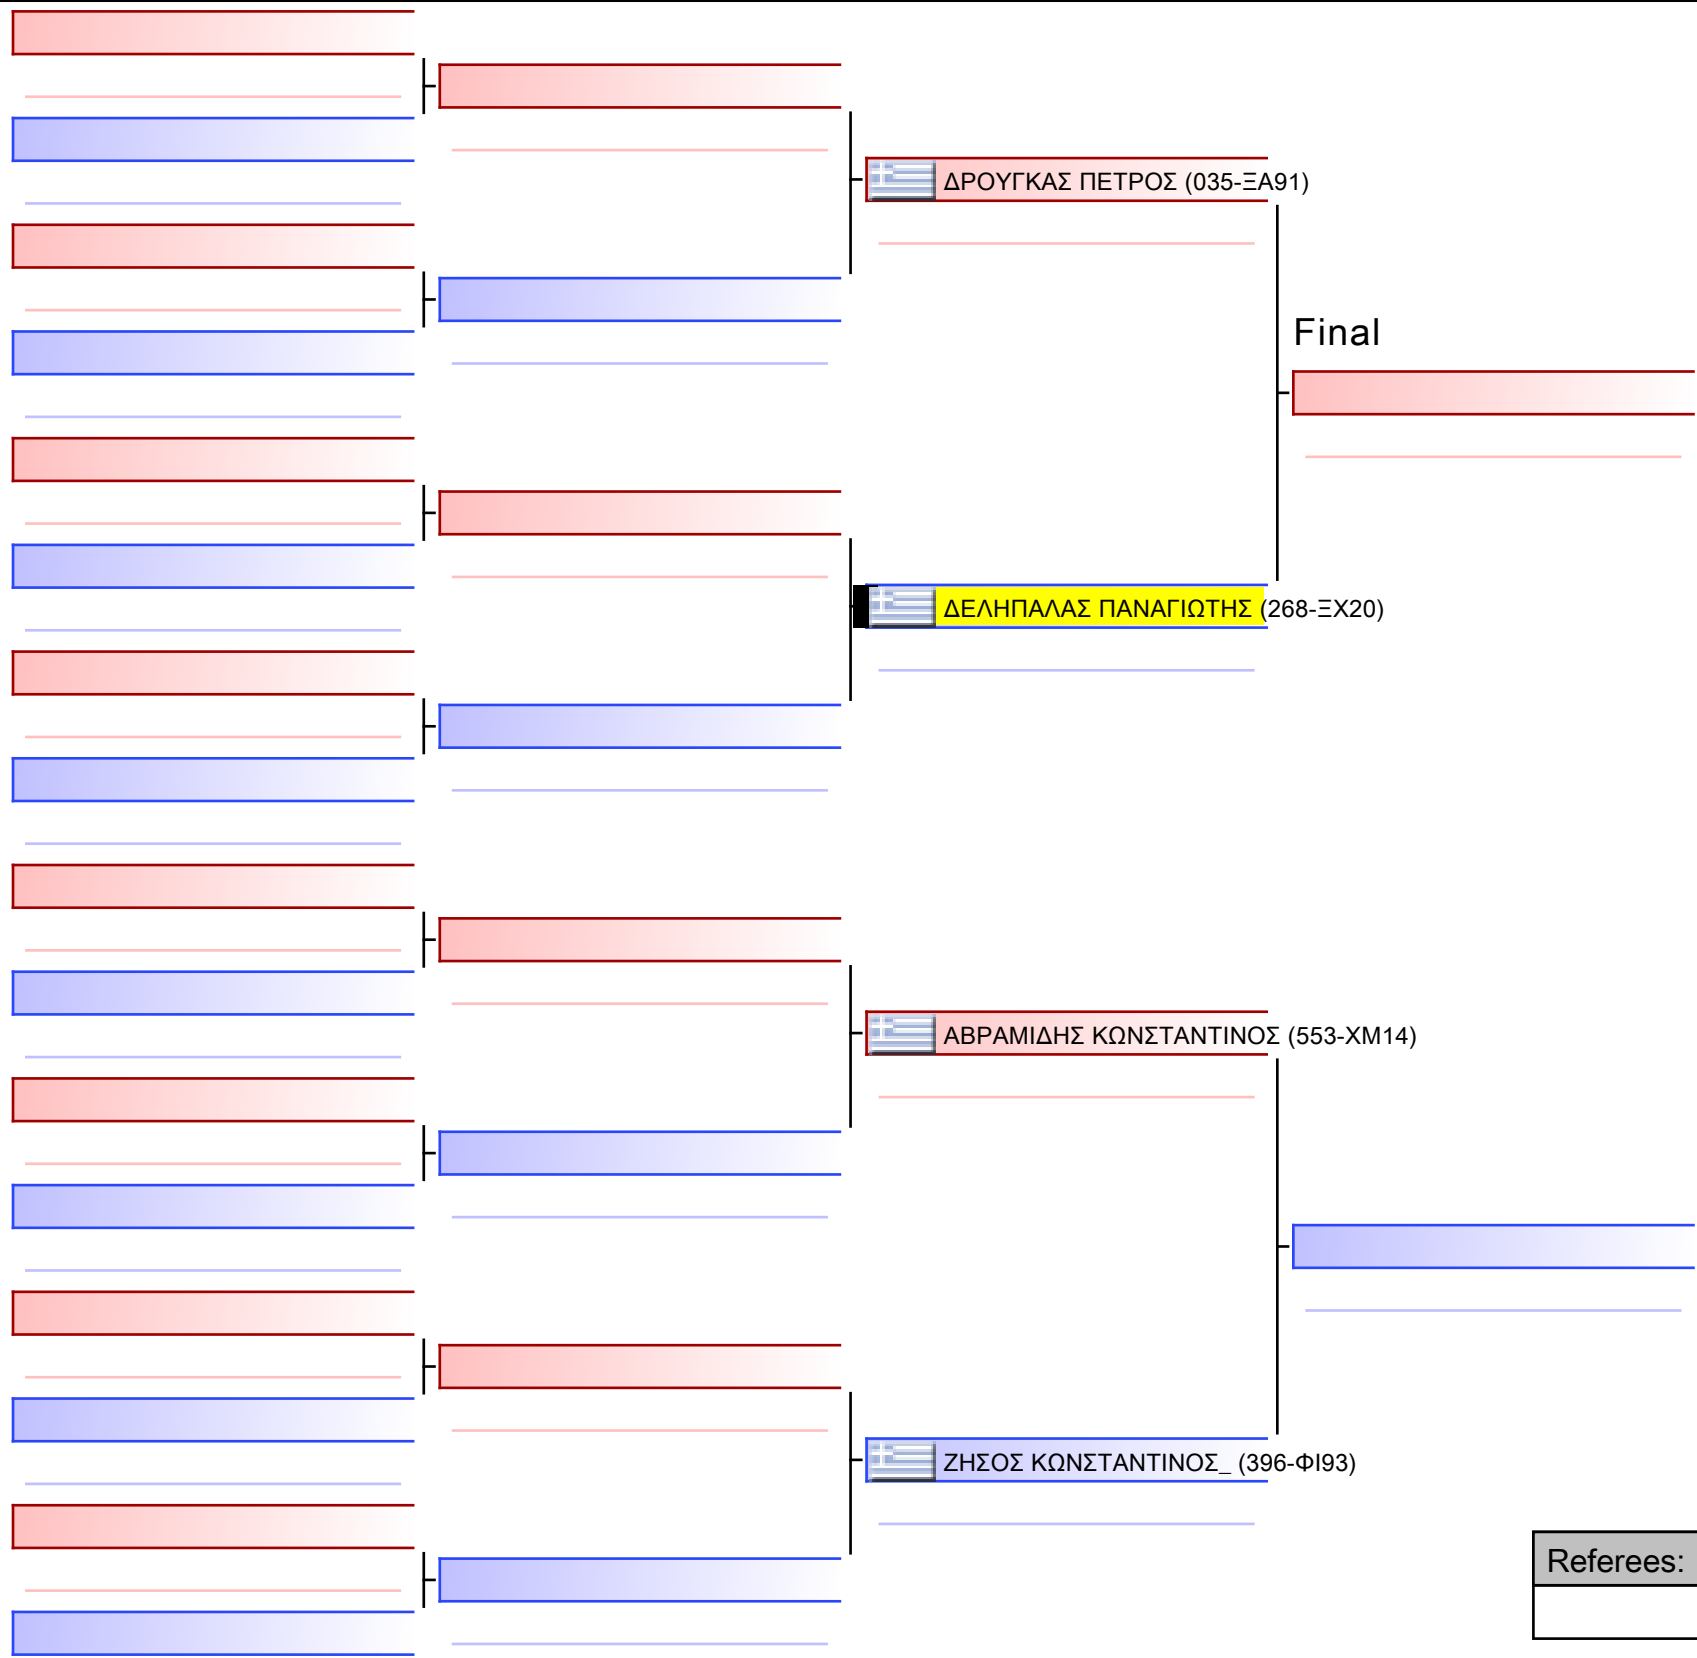 ΔΡΟΥΓΚΑΣ ΠΕΤΡΟΣ (035-ΞΑ91)
Final
ΔΕΛΗΠΑΛΑΣ ΠΑΝΑΓΙΩΤΗΣ (268-ΞΧ20)
ΑΒΡΑΜΙΔΗΣ ΚΩΝΣΤΑΝΤΙΝΟΣ (553-ΧΜ14)
ΖΗΣΟΣ ΚΩΝΣΤΑΝΤΙΝΟΣ_ (396-ΦΙ93)
Referees: